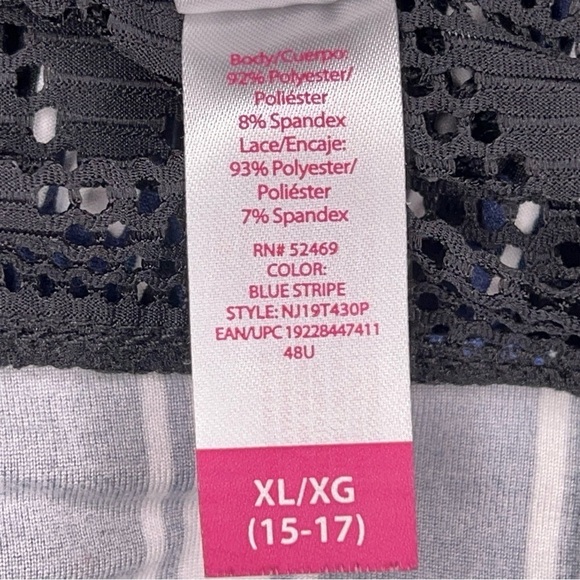 Body/Cuerpo:
92% Polyester/
Poliéster
8% Spandex
Lace/Encaje:
93% Polyester/
Poliéster
7% Spandex
RN# 52469
COLOR:
BLUE STRIPE
STYLE: NJ19T430P
EAN/UPC 19228447411
48U
XL/XG
(15-17)